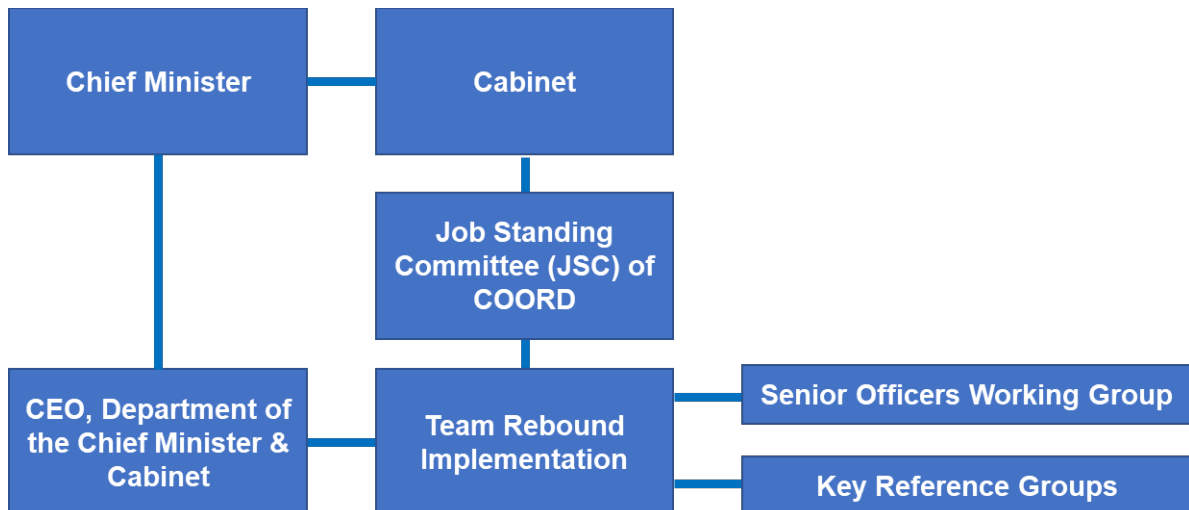 Chief Minister
Cabinet
Job Standing
Committee (JSC) of
COORD
CEO, Department of
the Chief Minister &
Cabinet
Team Rebound
Implementation
Senior Officers Working Group
Key Reference Groups